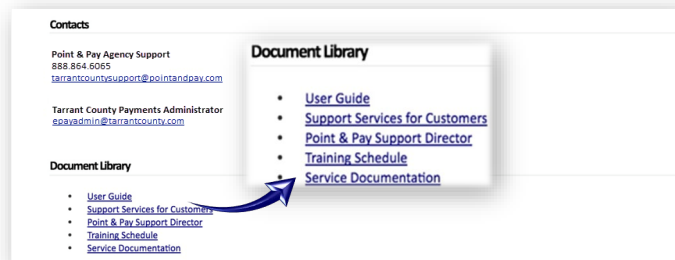 Contacts
Point & Pay Agency Support
888.864.6065
tarrantcountysupport@pointandpay.com
Tarrant County Payments Administrator
epayadmin@tarrantcounty.com
Document Library
• User Guide
• Support Services for Customers
• Point & Pay Support Director
• Training Schedule
• Service Documentation
Document Library
• User Guide
• Support Services for Customers
• Point & Pay Support Director
• Training Schedule
• Service Documentation